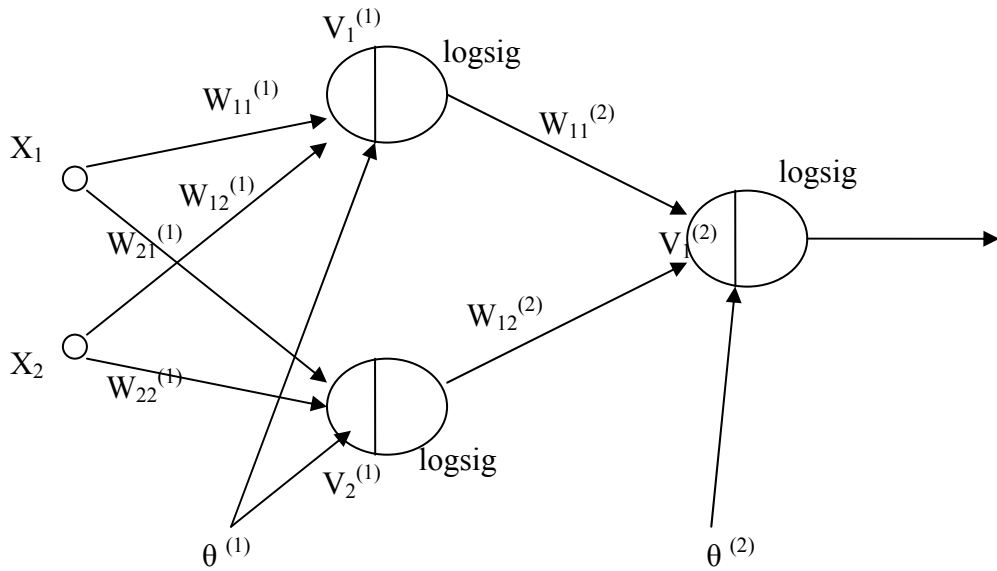 V₁⁽¹⁾
logsig
W₁₁⁽¹⁾
W₁₁⁽²⁾
X₁
logsig
W₁₂⁽¹⁾
W₂₁⁽¹⁾
V₁⁽²⁾
W₁₂⁽²⁾
X₂
W₂₂⁽¹⁾
logsig
V₂⁽¹⁾
θ ⁽¹⁾
θ ⁽²⁾